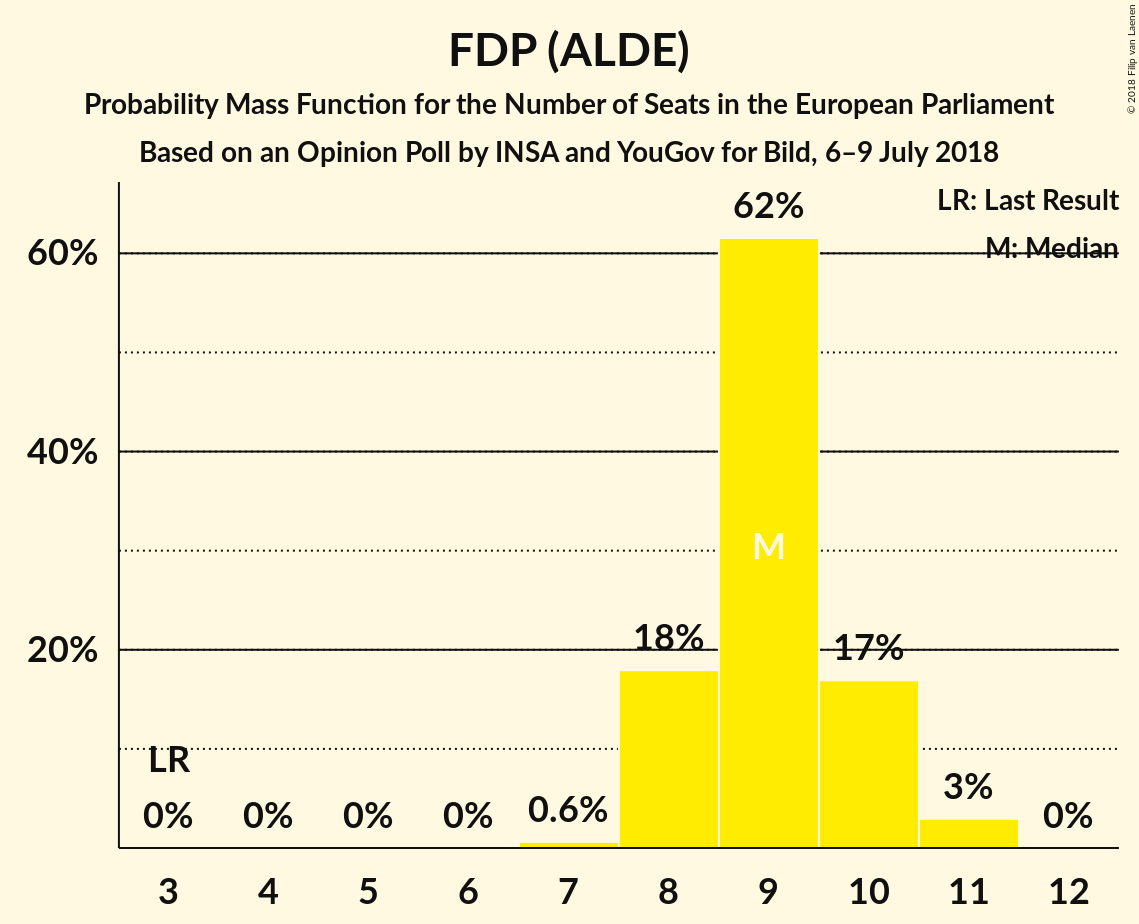 FDP (ALDE)
Probability Mass Function for the Number of Seats in the European Parliament
Based on an Opinion Poll by INSA and YouGov for Bild, 6–9 July 2018
© 2018 Filip van Laenen
LR: Last Result
M: Median
60%
40%
20%
62%
M
18%
17%
LR
0%
0%
0%
0%
0.6%
3%
0%
3
4
5
6
7
8
9
10
11
12